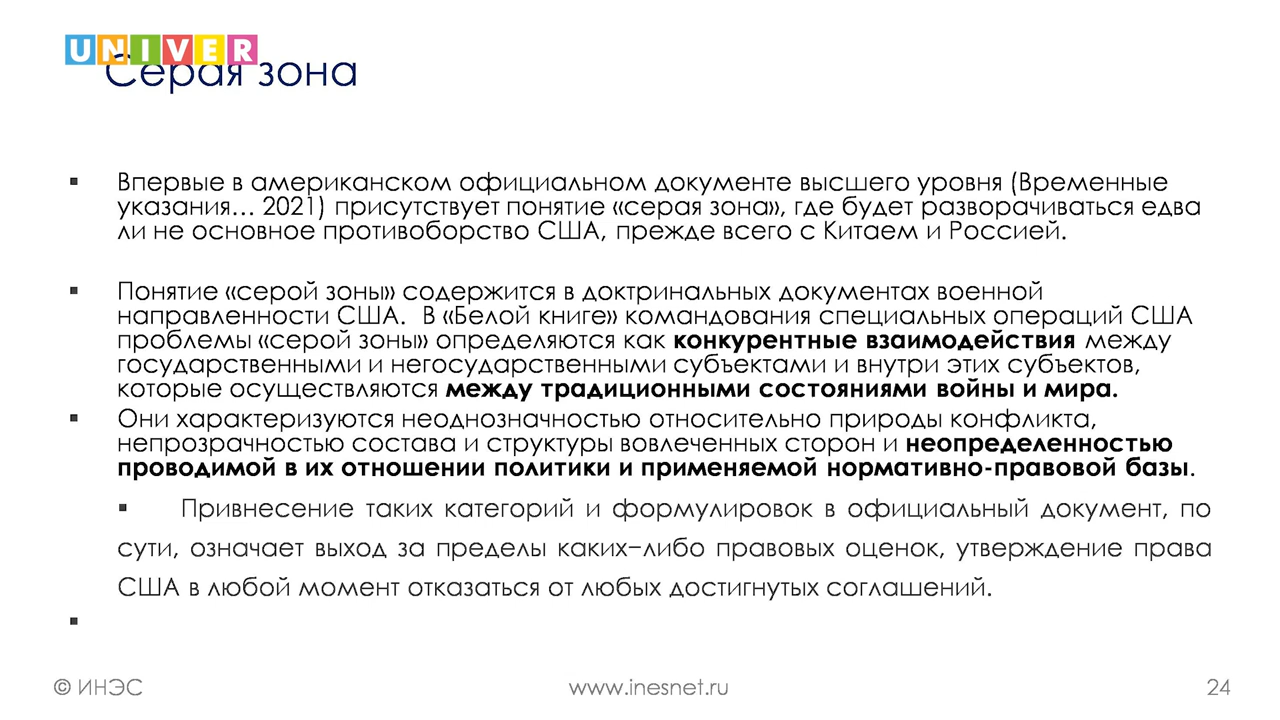 UNIVER
Серая зона
▪ Впервые в американском официальном документе высшего уровня (Временные
указания… 2021) присутствует понятие «серая зона», где будет разворачиваться едва
ли не основное противоборство США, прежде всего с Китаем и Россией.
▪ Понятие «серой зоны» содержится в доктринальных документах военной
направленности США. В «Белой книге» командования специальных операций США
проблемы «серой зоны» определяются как конкурентные взаимодействия между
государственными и негосударственными субъектами и внутри этих субъектов,
которые осуществляются между традиционными состояниями войны и мира.
▪ Они характеризуются неоднозначностью относительно природы конфликта,
непрозрачностью состава и структуры вовлеченных сторон и неопределенностью
проводимой в их отношении политики и применяемой нормативно-правовой базы.
▪ Привнесение таких категорий и формулировок в официальный документ, по
сути, означает выход за пределы каких−либо правовых оценок, утверждение права
США в любой момент отказаться от любых достигнутых соглашений.
▪
© ИНЭС
www.inesnet.ru
24